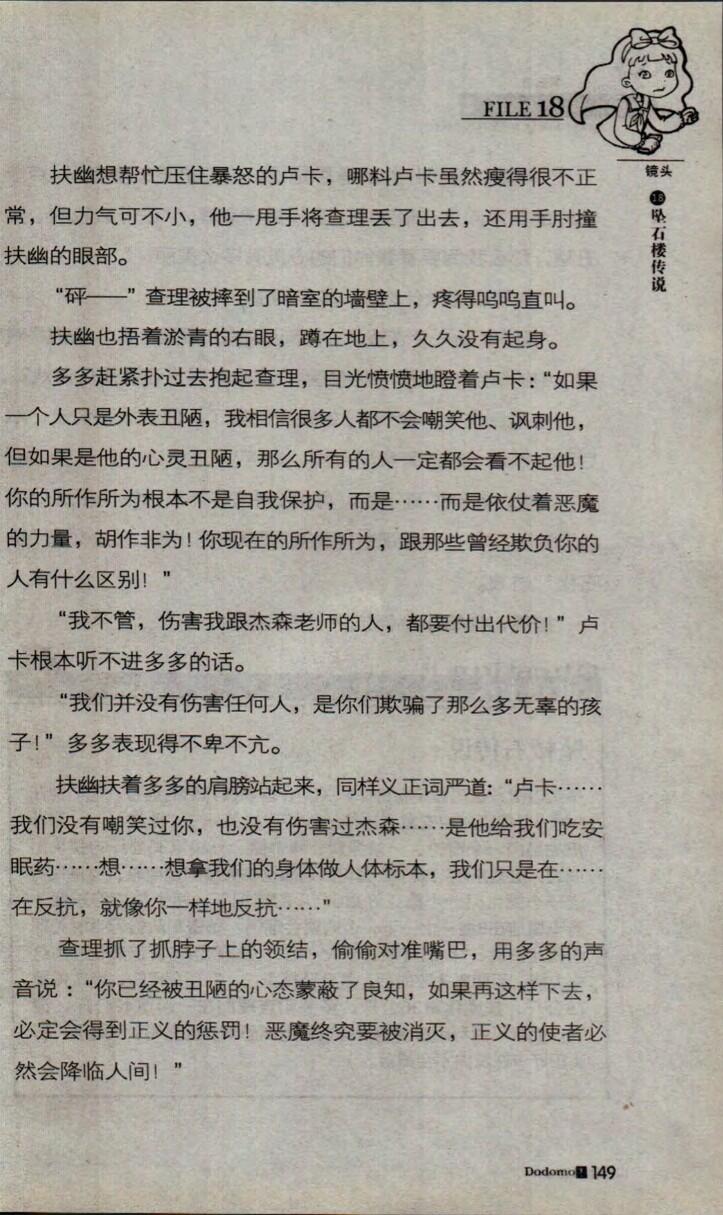 FILE 18
镜头
18
坠石楼传说
扶幽想帮忙压住暴怒的卢卡，哪料卢卡虽然瘦得很不正
常，但力气可不小，他一甩手将查理丢了出去，还用手肘撞
扶幽的眼部。
“砰——”查理被摔到了暗室的墙壁上，疼得呜呜直叫。
扶幽也捂着淤青的右眼，蹲在地上，久久没有起身。
多多赶紧扑过去抱起查理，目光愤愤地瞪着卢卡：“如果
一个人只是外表丑陋，我相信很多人都不会嘲笑他、讽刺他，
但如果是他的心灵丑陋，那么所有的人一定都会看不起他！
你的所作所为根本不是自我保护，而是……而是依仗着恶魔
的力量，胡作非为！你现在的所作所为，跟那些曾经欺负你的
人有什么区别！”
“我不管，伤害我跟杰森老师的人，都要付出代价！”卢
卡根本听不进多多的话。
“我们并没有伤害任何人，是你们欺骗了那么多无辜的孩
子！”多多表现得不卑不亢。
扶幽扶着多多的肩膀站起来，同样义正词严道：“卢卡……
我们没有嘲笑过你，也没有伤害过杰森……是他给我们吃安
眠药……想……想拿我们的身体做人体标本，我们只是在……
在反抗，就像你一样地反抗……”
查理抓了抓脖子上的领结，偷偷对准嘴巴，用多多的声
音说：“你已经被丑陋的心态蒙蔽了良知，如果再这样下去，
必定会得到正义的惩罚！恶魔终究要被消灭，正义的使者必
然会降临人间！”
Dodomo 149